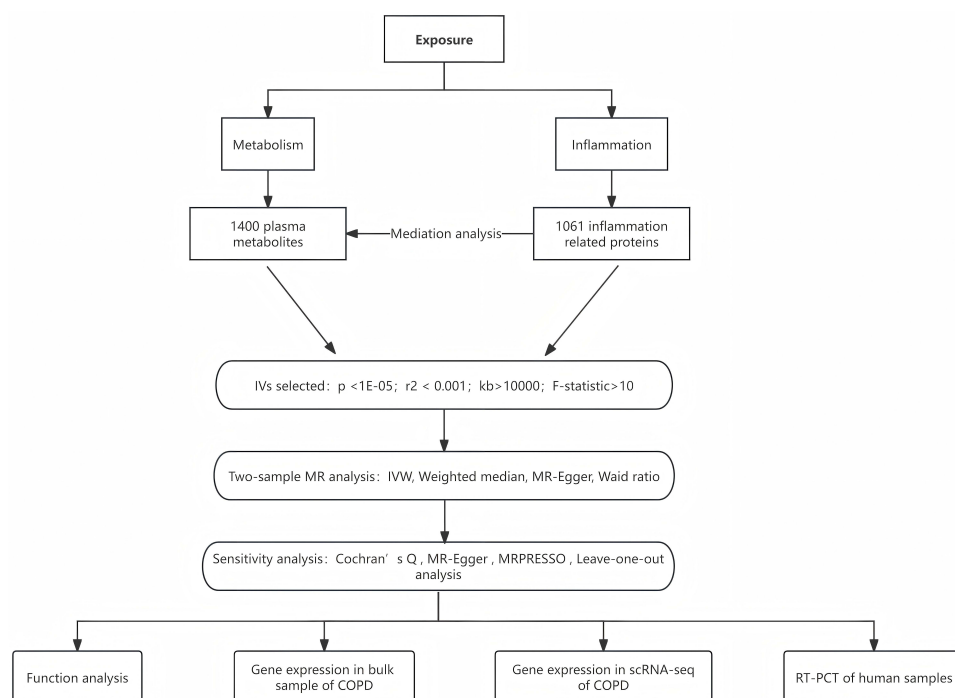 Exposure
Metabolism
Inflammation
1400 plasma
metabolites
Mediation analysis
1061 inflammation
related proteins
IVs selected: p <1E-05; r2 < 0.001; kb>10000; F-statistic>10
Two-sample MR analysis: IVW, Weighted median, MR-Egger, Waid ratio
Sensitivity analysis: Cochran’ s Q , MR-Egger , MRPRESSO , Leave-one-out
analysis
Function analysis
Gene expression in bulk
sample of COPD
Gene expression in scRNA-seq
of COPD
RT-PCT of human samples